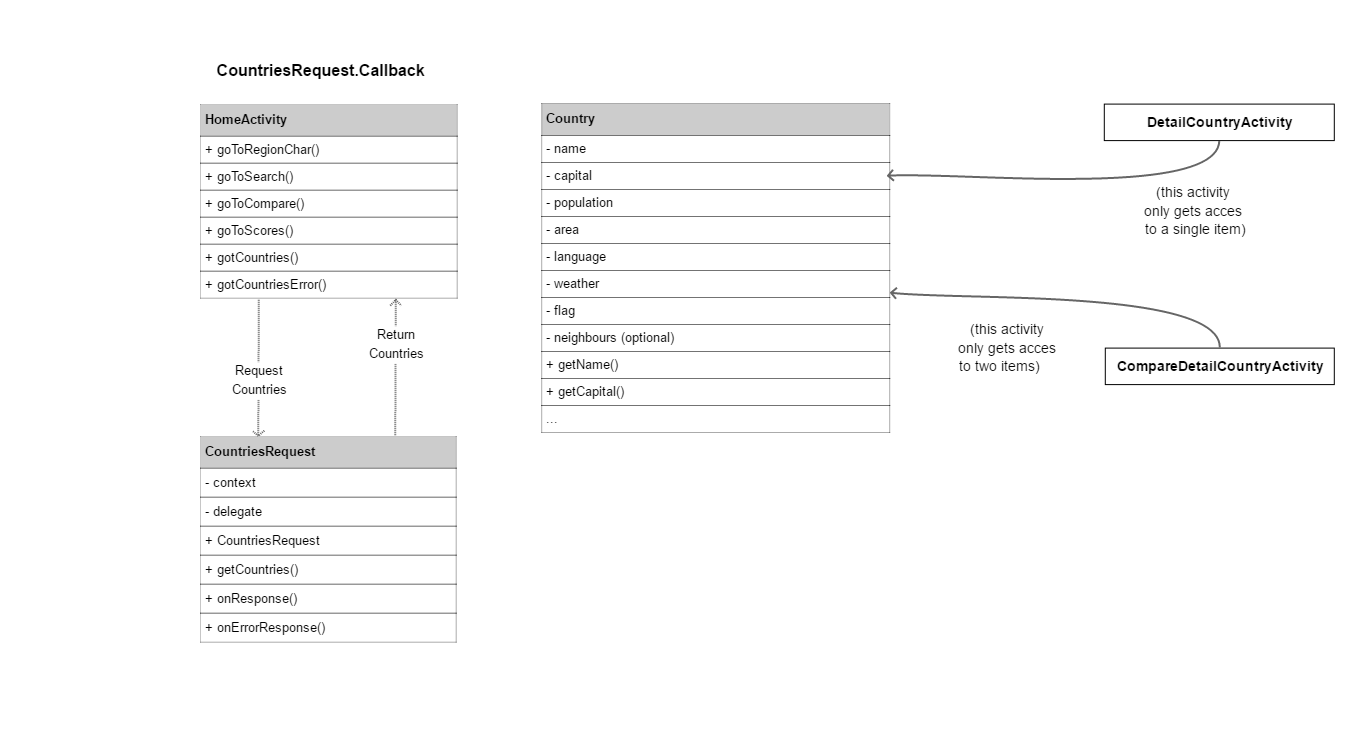 CountriesRequest.Callback
HomeActivity
+ goToRegionChar()
+ goToSearch()
+ goToCompare()
+ goToScores()
+ gotCountries()
+ gotCountriesError()
Request
Countries
Return
Countries
CountriesRequest
- context
- delegate
+ CountriesRequest
+ getCountries()
+ onResponse()
+ onErrorResponse()
Country
- name
- capital
- population
- area
- language
- weather
- flag
- neighbours (optional)
+ getName()
+ getCapital()
...
DetailCountryActivity
(this activity
only gets acces
to a single item)
(this activity
only gets acces
to two items)
CompareDetailCountryActivity